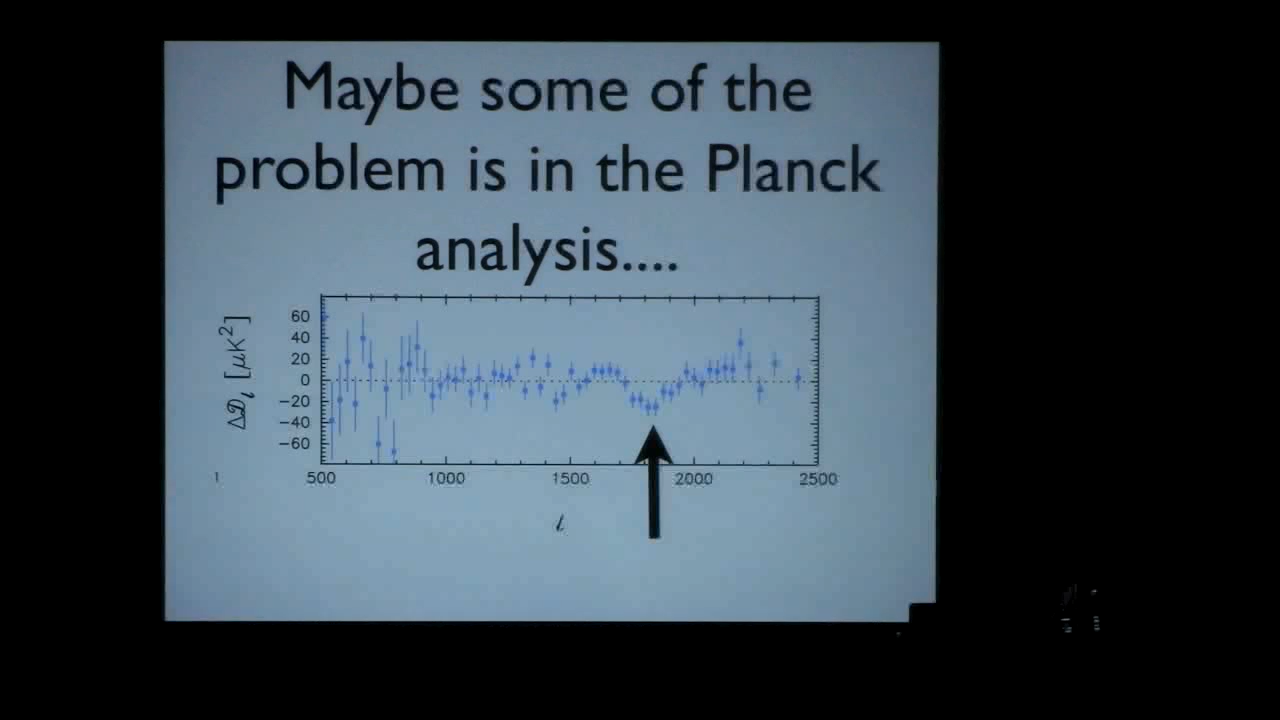 Maybe some of the
problem is in the Planck
analysis....
ΔD_l [μK²]
60
40
20
0
−20
−40
−60
500
1000
1500
2000
2500
l